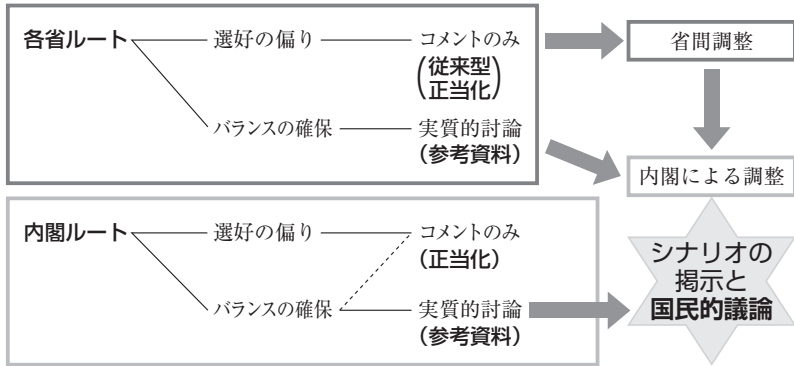 各省ルート
選好の偏り
コメントのみ
(従来型
正当化)
バランスの確保
実質的討論
(参考資料)
省間調整
内閣による調整
内閣ルート
選好の偏り
コメントのみ
(正当化)
バランスの確保
実質的討論
(参考資料)
シナリオの
掲示と
国民的議論